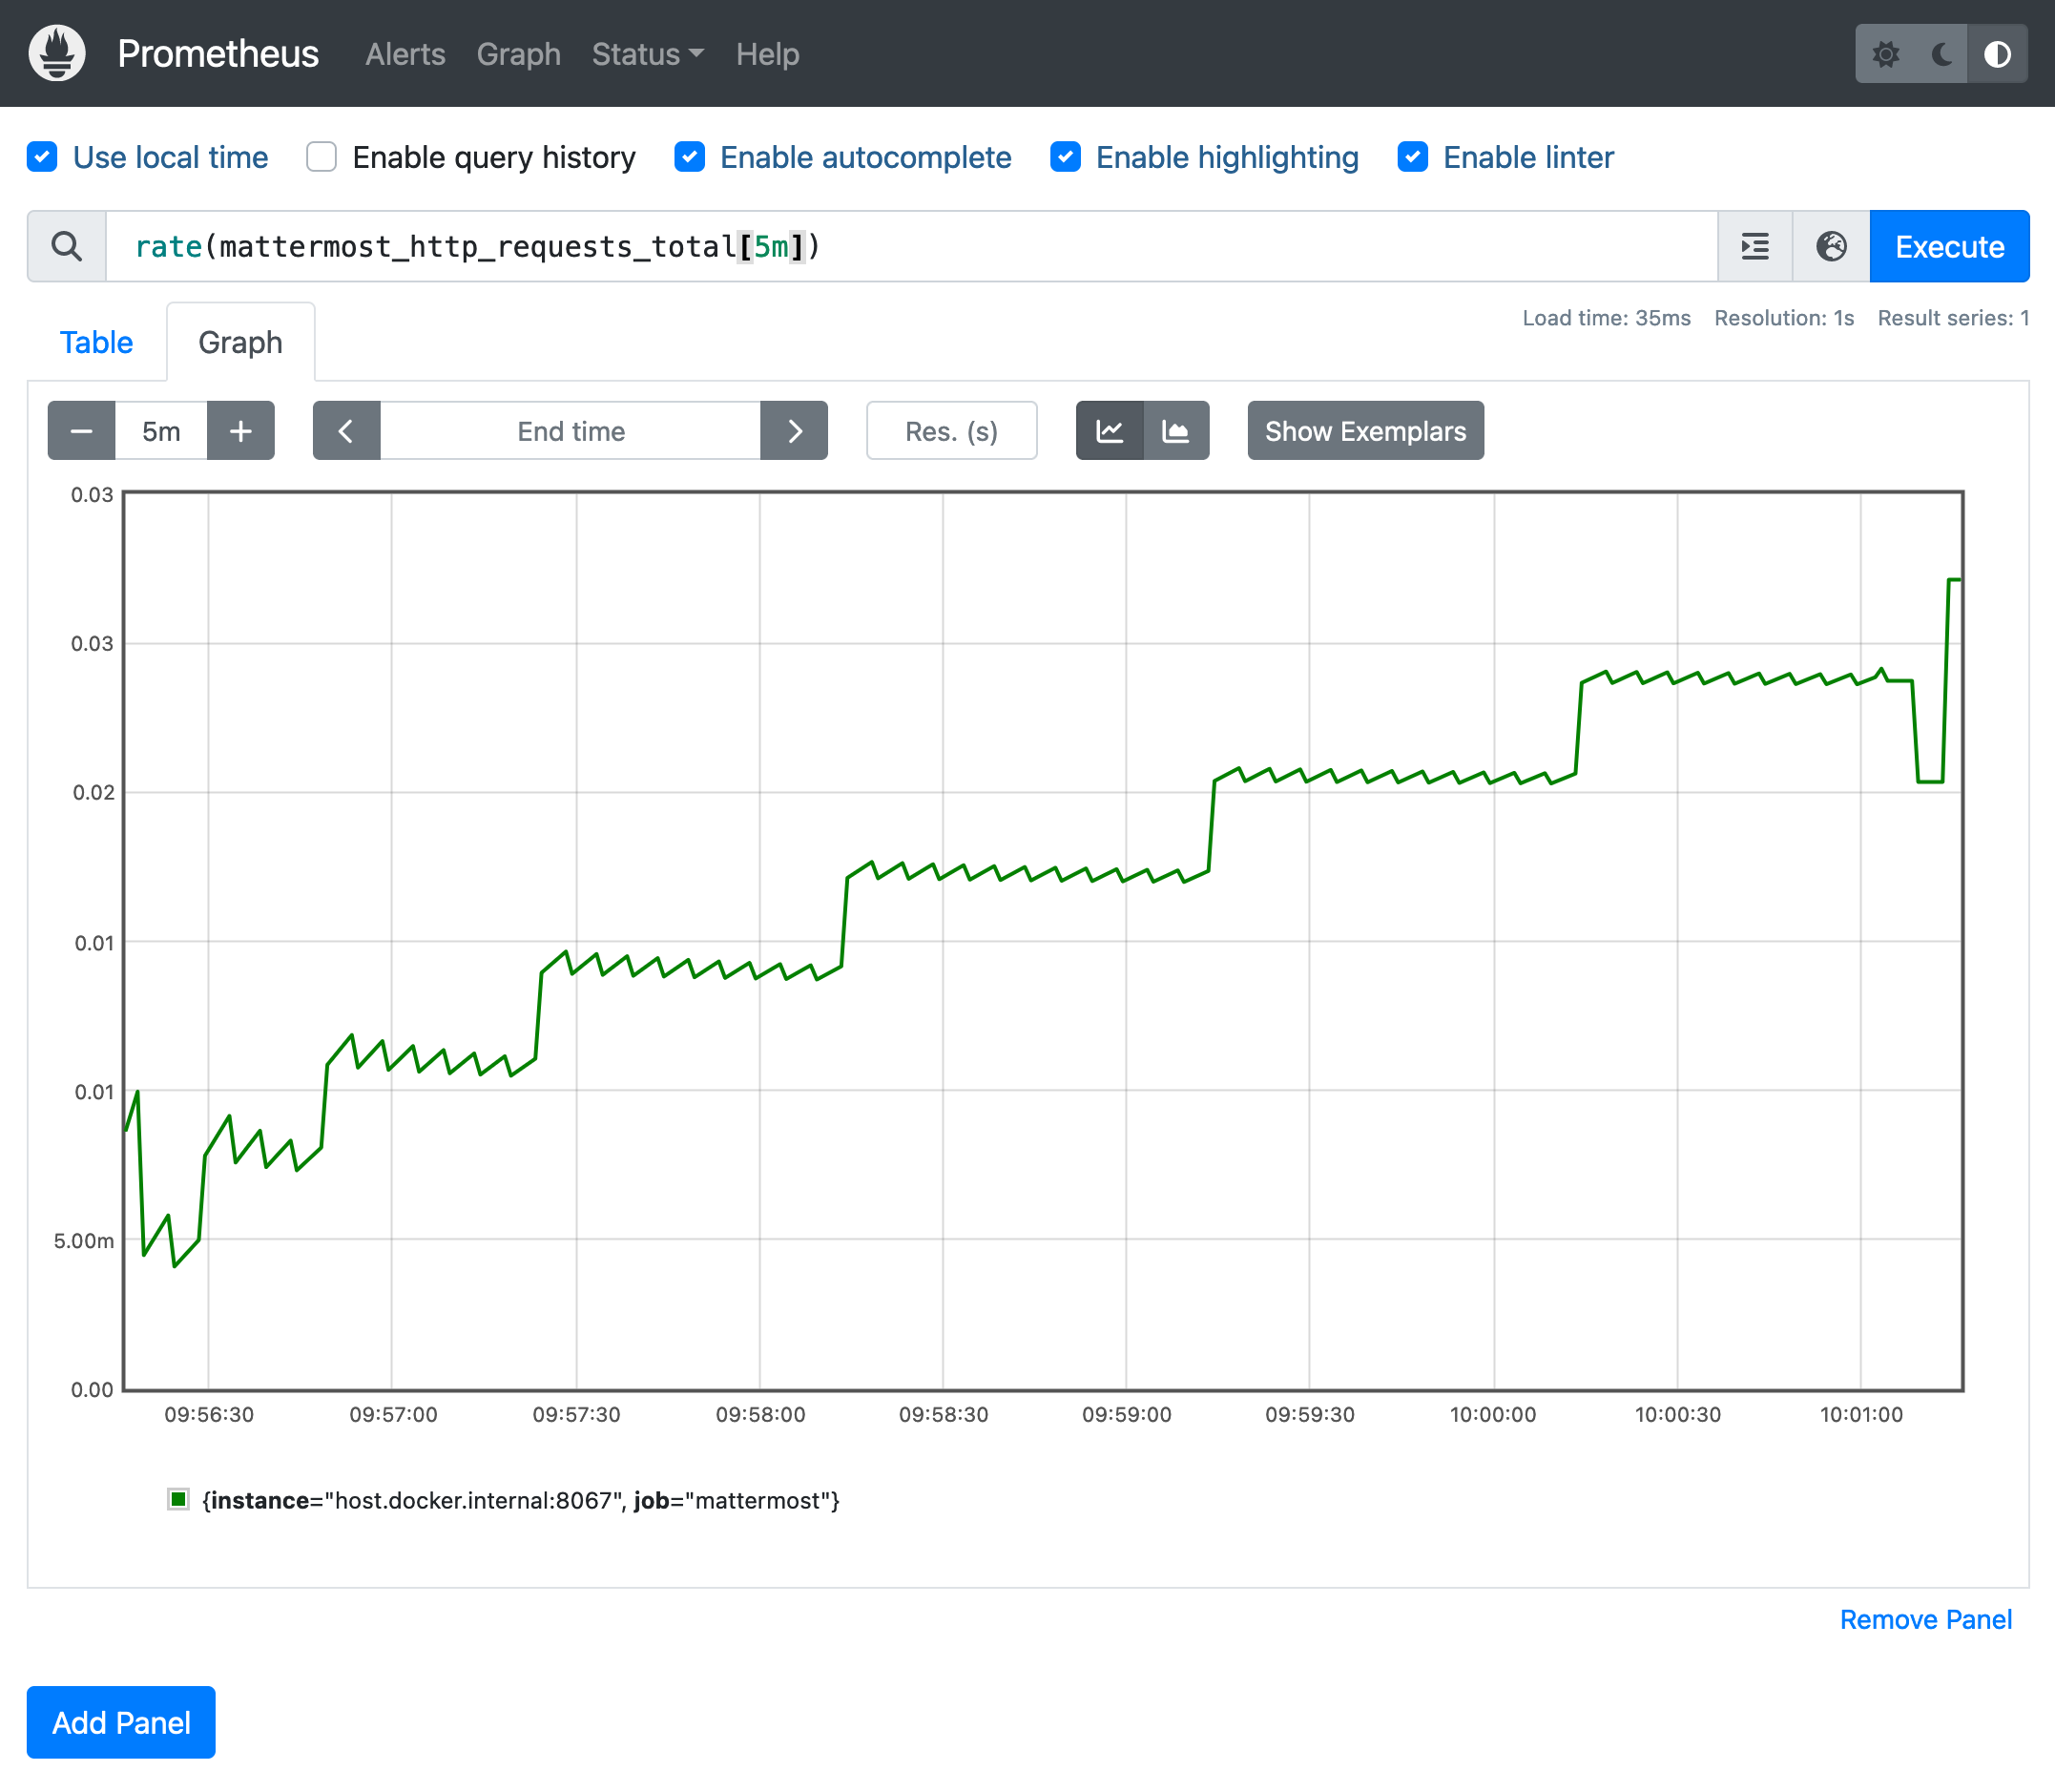 Prometheus Alerts Graph Status Help
Use local time Enable query history Enable autocomplete Enable highlighting Enable linter
rate(mattermost_http_requests_total[5m]) Execute
Load time: 35ms Resolution: 1s Result series: 1
Table Graph
5m End time Res. (s) Show Exemplars
0.03
0.03
0.02
0.01
0.01
5.00m
0.00
09:56:30 09:57:00 09:57:30 09:58:00 09:58:30 09:59:00 09:59:30 10:00:00 10:00:30 10:01:00
{instance="host.docker.internal:8067", job="mattermost"}
Remove Panel
Add Panel